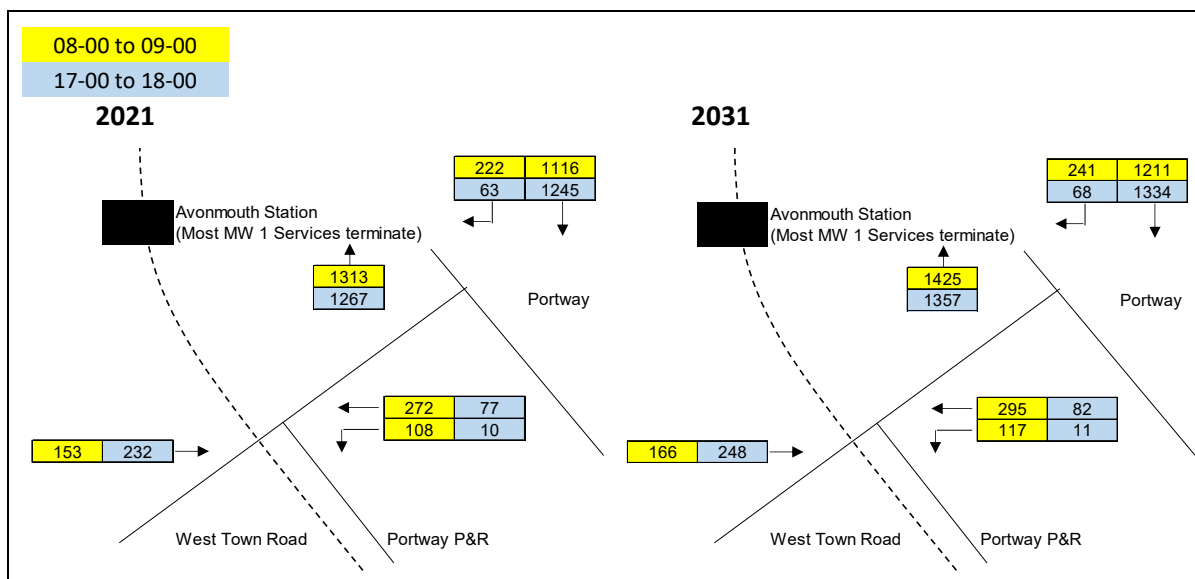 08-00 to 09-00
17-00 to 18-00
2021
2031
222 1116
63 1245
241 1211
68 1334
Avonmouth Station
(Most MW 1 Services terminate)
Avonmouth Station
(Most MW 1 Services terminate)
1313
1267
Portway
1425
1357
Portway
272 77
108 10
295 82
117 11
153 232
166 248
West Town Road
Portway P&R
West Town Road
Portway P&R